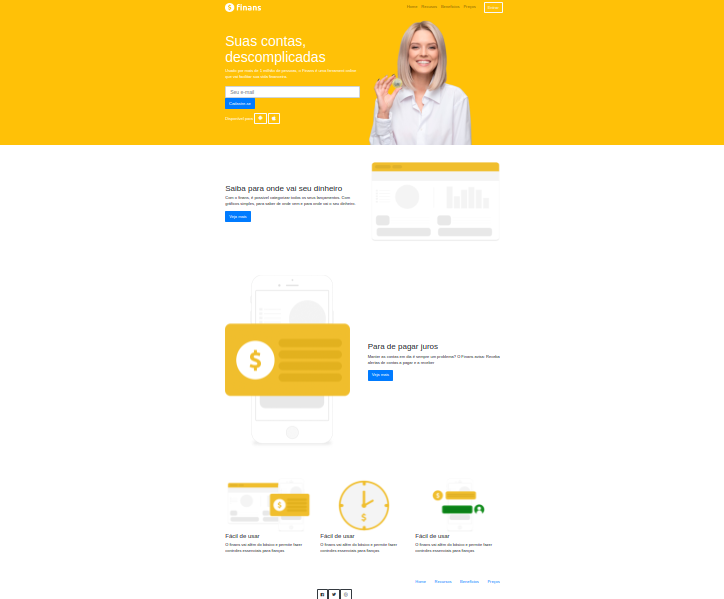 finans
Home Recursos Benefícios Preços Entrar
Suas contas,
descomplicadas
Seu e-mail
Cadastre-se
Disponível para
Saiba para onde vai seu dinheiro
Com o finans, é possível categorizar todos os seus lançamentos. Com
gráficos simples, para saber de onde vem e para onde vai o seu dinheiro.
Veja mais
Para de pagar juros
Manter as contas em dia é sempre um problema? O Finans avisa. Receba
alertas de contas a pagar e a receber
Veja mais
Fácil de usar
O finans vai além do básico e permite fazer
controles essenciais para finnças
Fácil de usar
O finans vai além do básico e permite fazer
controles essenciais para finnças
Fácil de usar
O finans vai além do básico e permite fazer
controles essenciais para finnças
Home Recursos Benefícios Preços